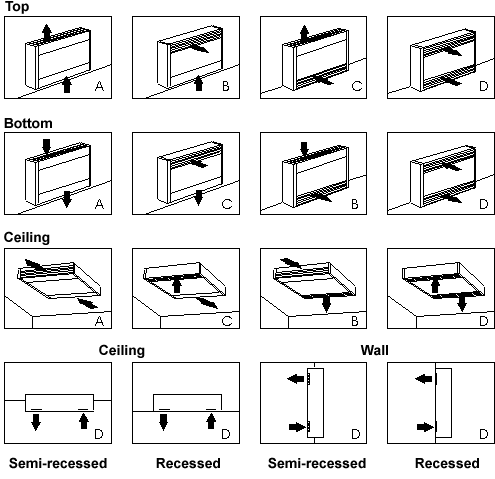 Top
A B C D
Bottom
A C B D
Ceiling
A C B D
Ceiling Wall
D D D D
Semi-recessed Recessed Semi-recessed Recessed